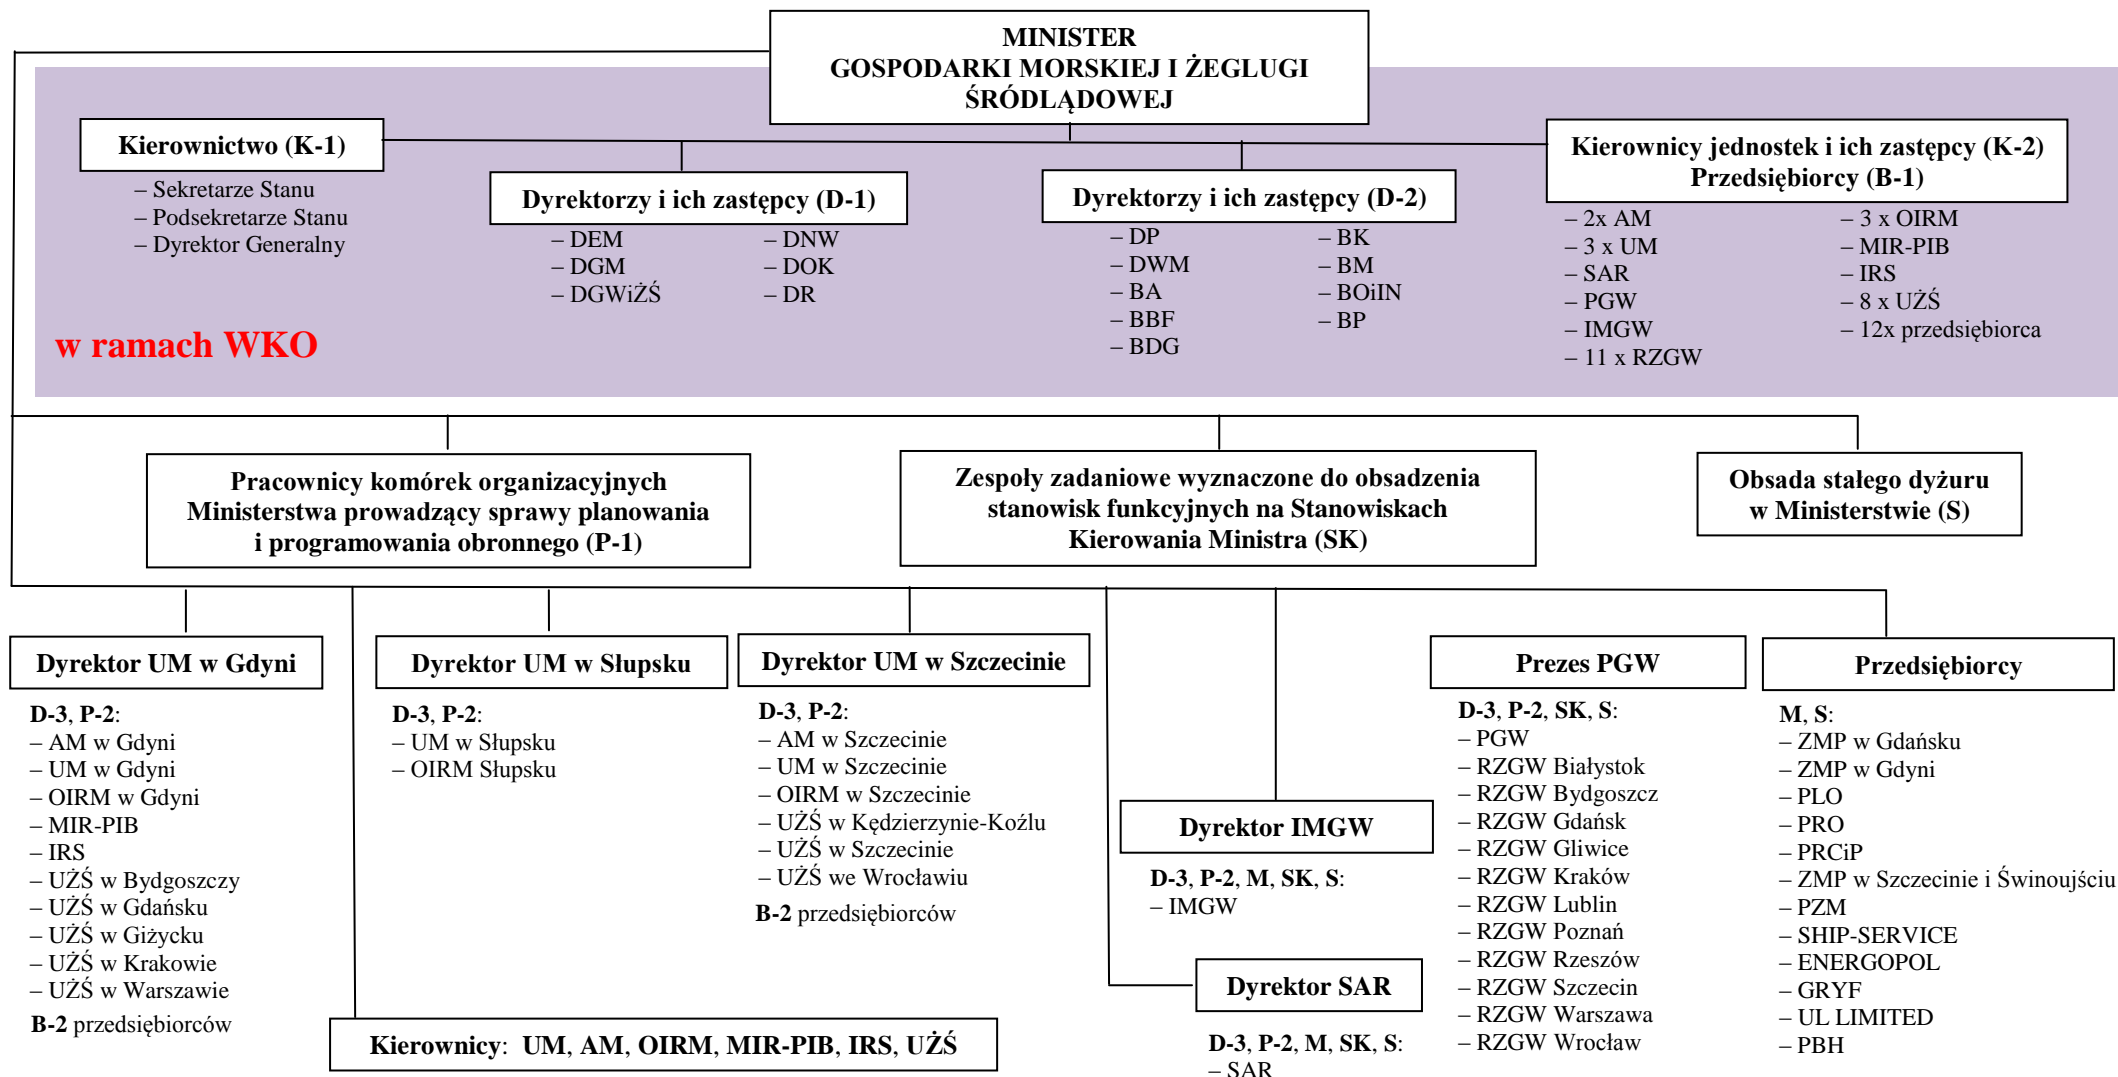 MINISTER
GOSPODARKI MORSKIEJ I ŻEGLUGI
ŚRÓDLĄDOWEJ
Kierownictwo (K-1)
– Sekretarze Stanu
– Podsekretarze Stanu
– Dyrektor Generalny
Dyrektorzy i ich zastępcy (D-1)
– DEM
– DGM
– DGWiŻŚ
– DNW
– DOK
– DR
Dyrektorzy i ich zastępcy (D-2)
– DP
– DWM
– BA
– BBF
– BDG
– BK
– BM
– BOiIN
– BP
Kierownicy jednostek i ich zastępcy (K-2)
Przedsiębiorcy (B-1)
– 2x AM
– 3 x UM
– SAR
– PGW
– IMGW
– 11 x RZGW
– 3 x OIRM
– MIR-PIB
– IRS
– 8 x UŻŚ
– 12x przedsiębiorca
w ramach WKO
Pracownicy komórek organizacyjnych
Ministerstwa prowadzący sprawy planowania
i programowania obronnego (P-1)
Zespoły zadaniowe wyznaczone do obsadzenia
stanowisk funkcyjnych na Stanowiskach
Kierowania Ministra (SK)
Obsada stałego dyżuru
w Ministerstwie (S)
Dyrektor UM w Gdyni
D-3, P-2:
– AM w Gdyni
– UM w Gdyni
– OIRM w Gdyni
– MIR-PIB
– IRS
– UŻŚ w Bydgoszczy
– UŻŚ w Gdańsku
– UŻŚ w Giżycku
– UŻŚ w Krakowie
– UŻŚ w Warszawie
B-2 przedsiębiorców
Dyrektor UM w Słupsku
D-3, P-2:
– UM w Słupsku
– OIRM Słupsku
Dyrektor UM w Szczecinie
D-3, P-2:
– AM w Szczecinie
– UM w Szczecinie
– OIRM w Szczecinie
– UŻŚ w Kędzierzynie-Koźlu
– UŻŚ w Szczecinie
– UŻŚ we Wrocławiu
B-2 przedsiębiorców
Kierownicy: UM, AM, OIRM, MIR-PIB, IRS, UŻŚ
Dyrektor IMGW
D-3, P-2, M, SK, S:
– IMGW
Dyrektor SAR
D-3, P-2, M, SK, S:
– SAR
Prezes PGW
D-3, P-2, SK, S:
– PGW
– RZGW Białystok
– RZGW Bydgoszcz
– RZGW Gdańsk
– RZGW Gliwice
– RZGW Kraków
– RZGW Lublin
– RZGW Poznań
– RZGW Rzeszów
– RZGW Szczecin
– RZGW Warszawa
– RZGW Wrocław
Przedsiębiorcy
M, S:
– ZMP w Gdańsku
– ZMP w Gdyni
– PLO
– PRO
– PRCiP
– ZMP w Szczecinie i Świnoujściu
– PZM
– SHIP-SERVICE
– ENERGOPOL
– GRYF
– UL LIMITED
– PBH